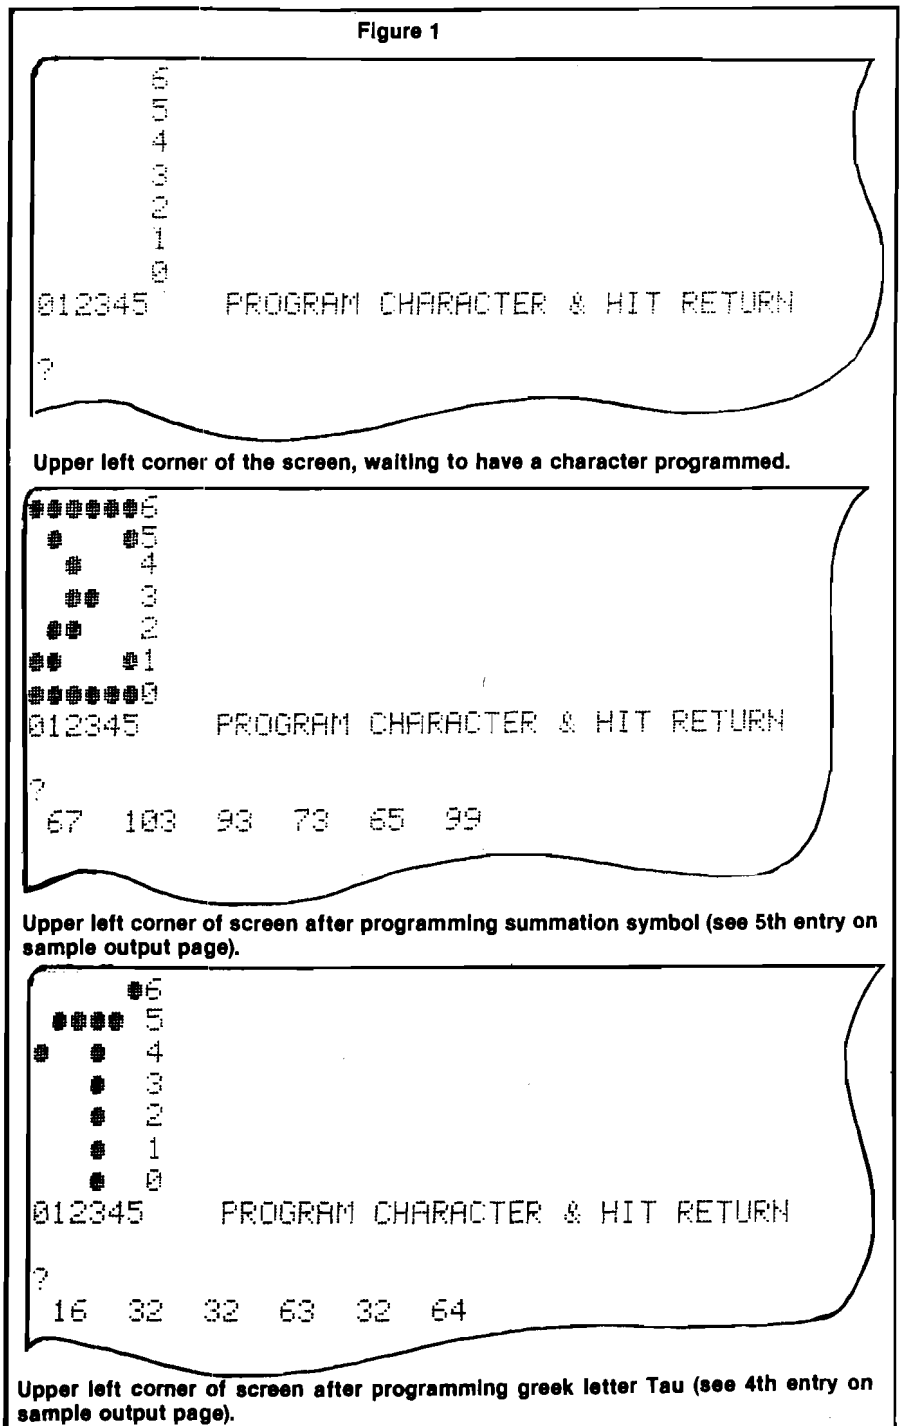 Figure 1
6
5
4
3
2
1
0
012345 PROGRAM CHARACTER & HIT RETURN
?
Upper left corner of the screen, waiting to have a character programmed.
6
5
4
3
2
1
0
012345 PROGRAM CHARACTER & HIT RETURN
?
67 103 93 73 65 99
Upper left corner of screen after programming summation symbol (see 5th entry on
sample output page).
6
5
4
3
2
1
0
012345 PROGRAM CHARACTER & HIT RETURN
?
16 32 32 63 32 64
Upper left corner of screen after programming greek letter Tau (see 4th entry on
sample output page).